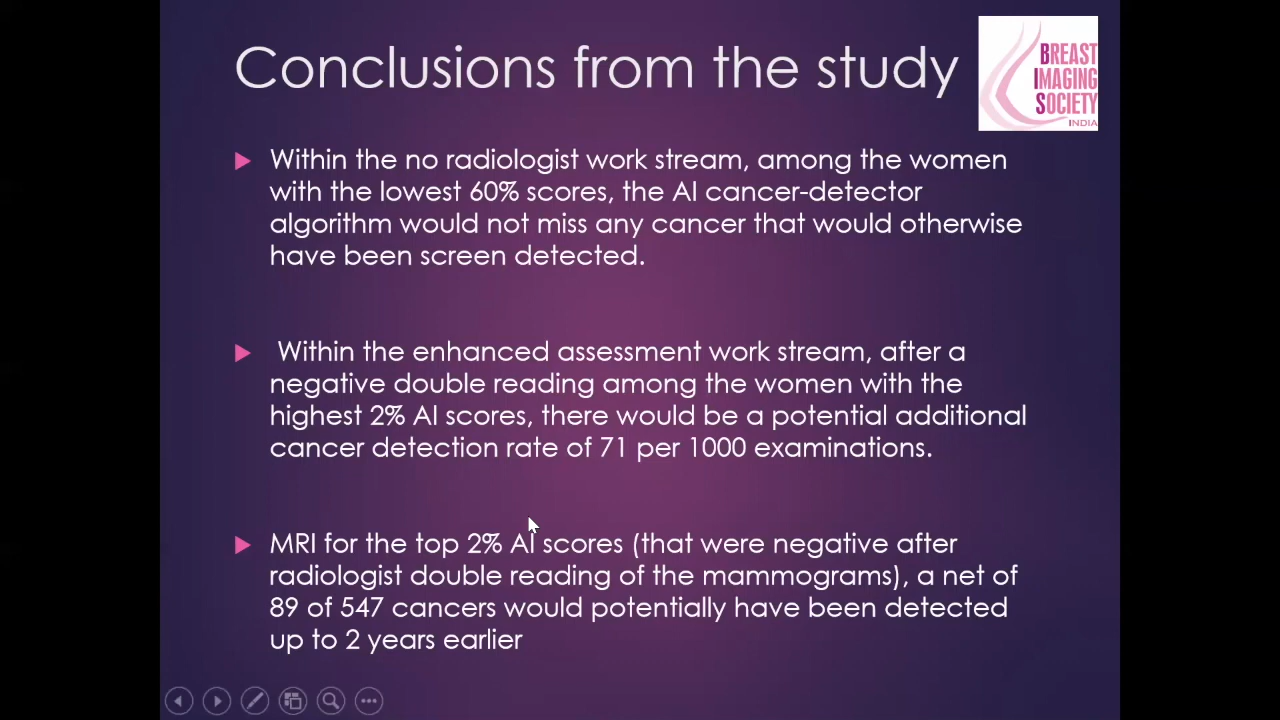 Conclusions from the study
BREAST
IMAGING
SOCIETY
INDIA
Within the no radiologist work stream, among the women
with the lowest 60% scores, the AI cancer-detector
algorithm would not miss any cancer that would otherwise
have been screen detected.
Within the enhanced assessment work stream, after a
negative double reading among the women with the
highest 2% AI scores, there would be a potential additional
cancer detection rate of 71 per 1000 examinations.
MRI for the top 2% AI scores (that were negative after
radiologist double reading of the mammograms), a net of
89 of 547 cancers would potentially have been detected
up to 2 years earlier